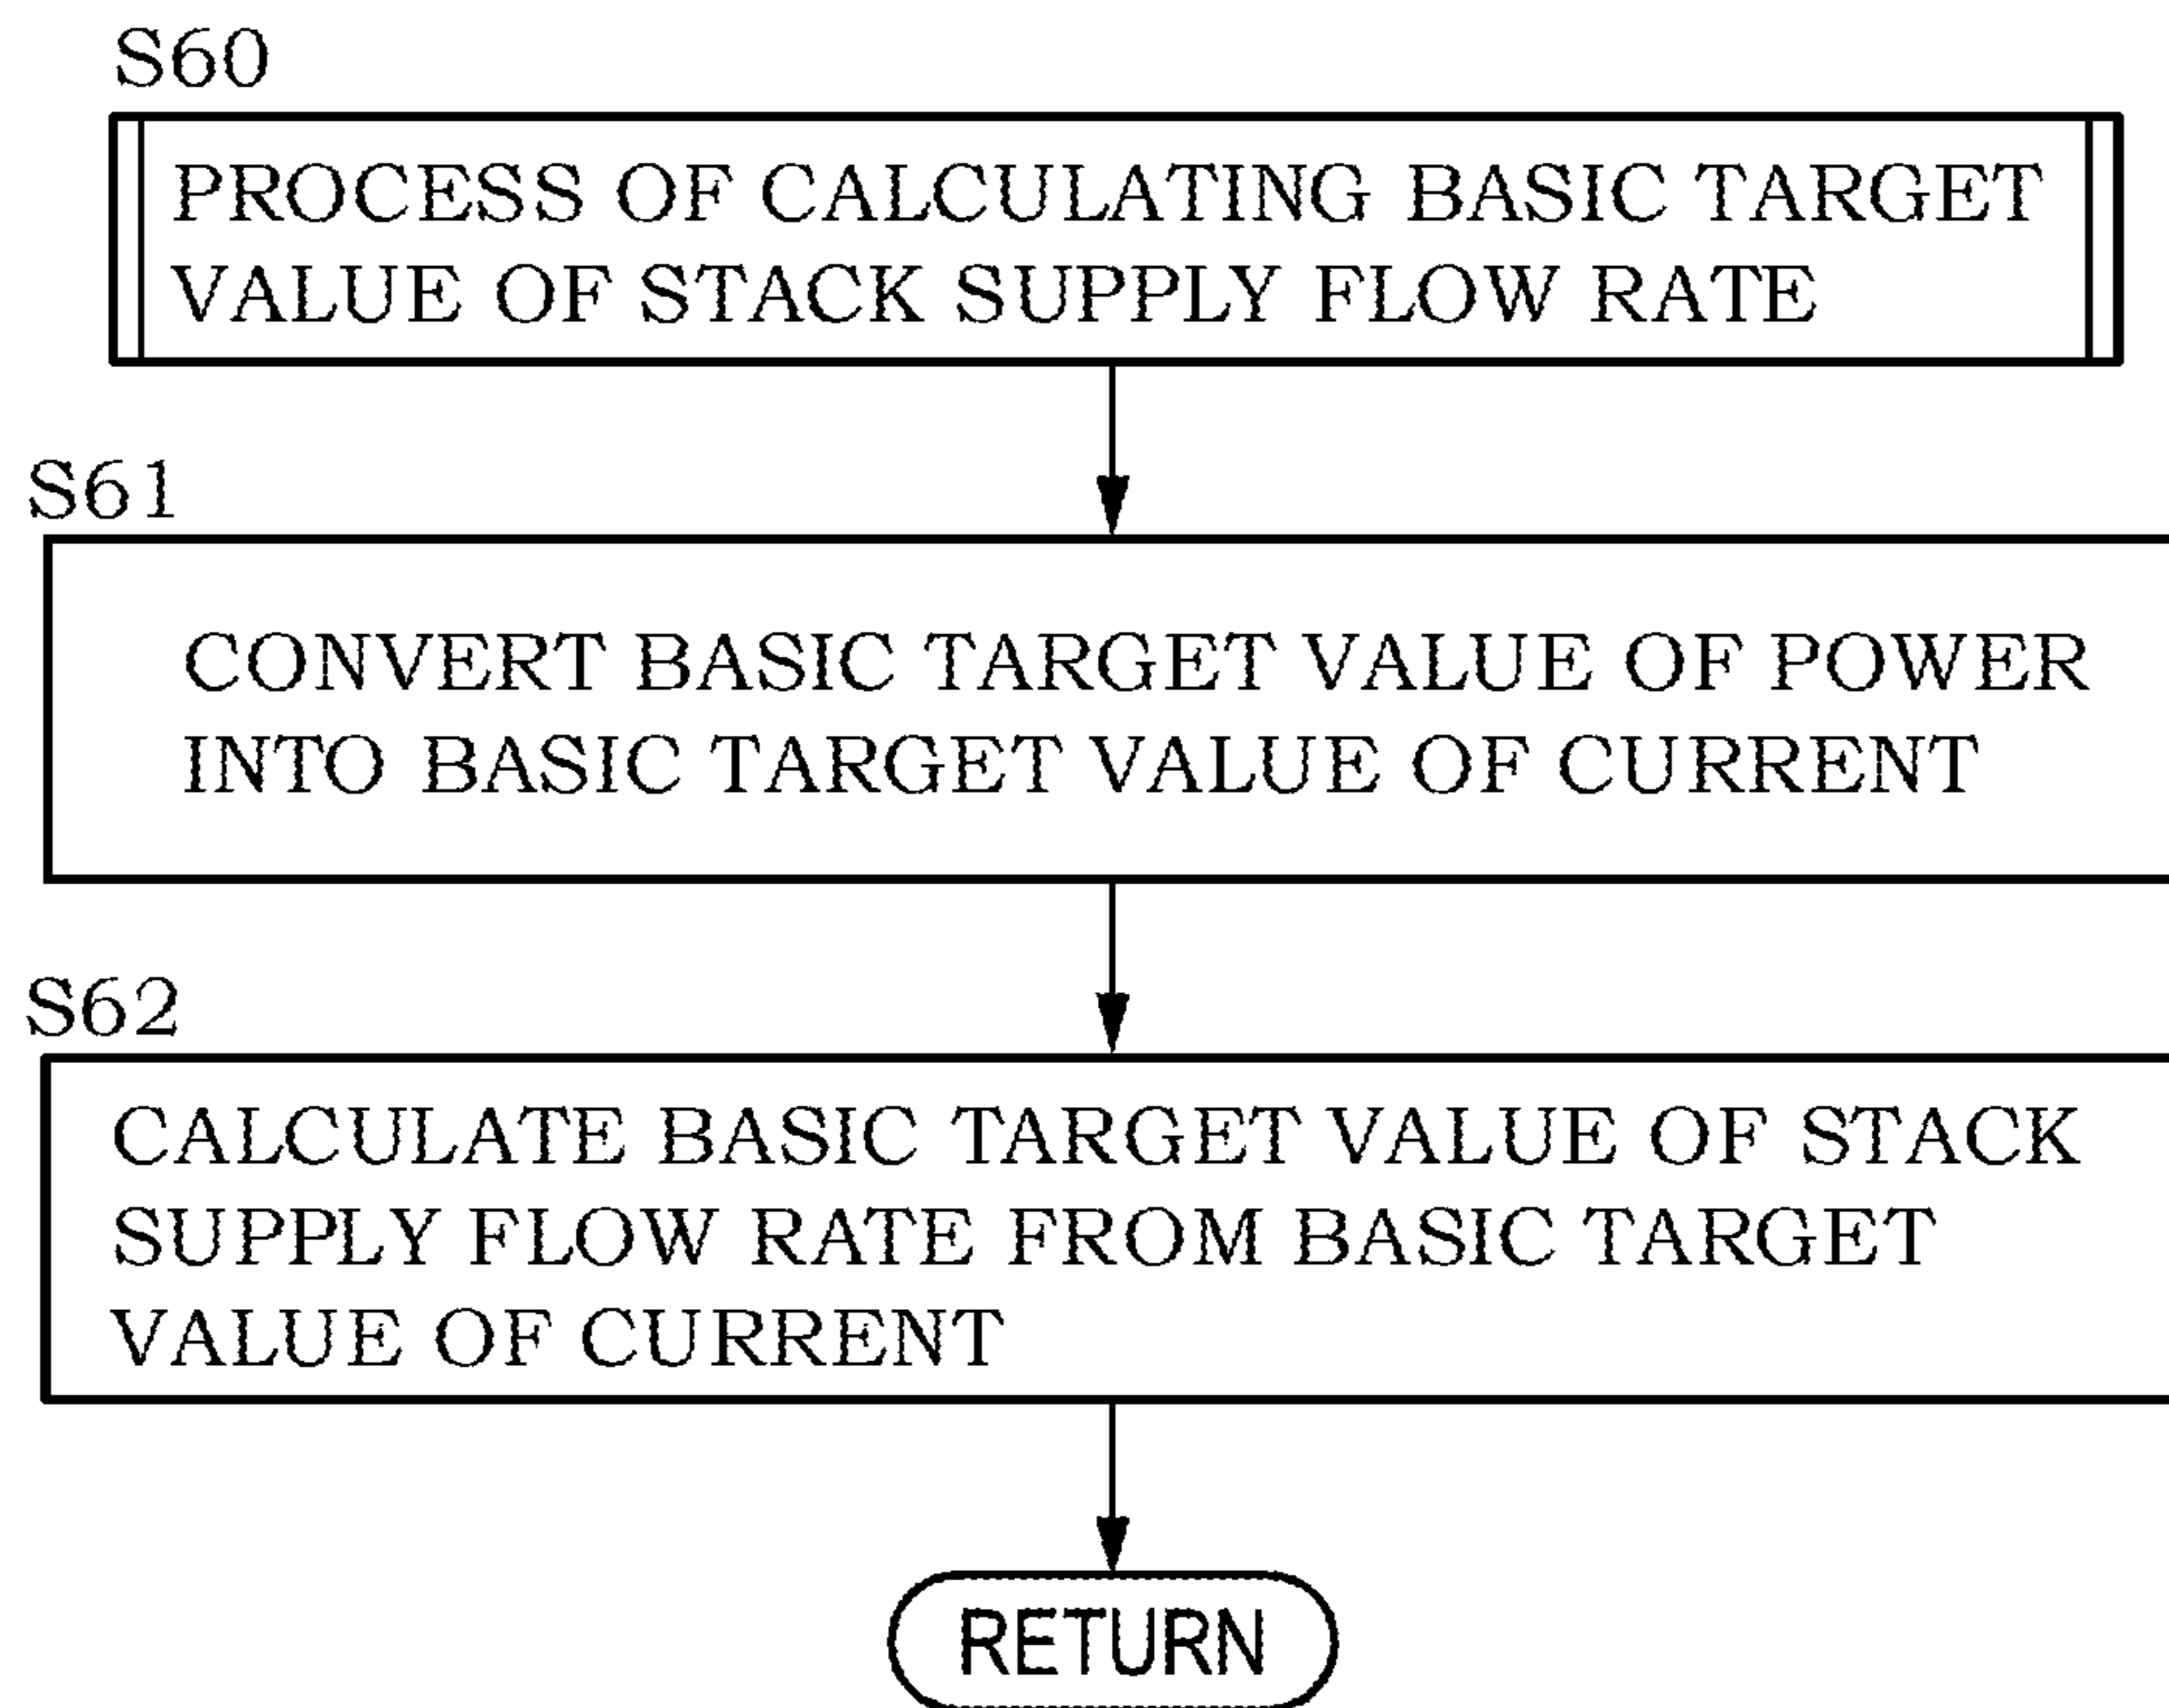 S60
PROCESS OF CALCULATING BASIC TARGET
VALUE OF STACK SUPPLY FLOW RATE
S61
CONVERT BASIC TARGET VALUE OF POWER
INTO BASIC TARGET VALUE OF CURRENT
S62
CALCULATE BASIC TARGET VALUE OF STACK
SUPPLY FLOW RATE FROM BASIC TARGET
VALUE OF CURRENT
RETURN